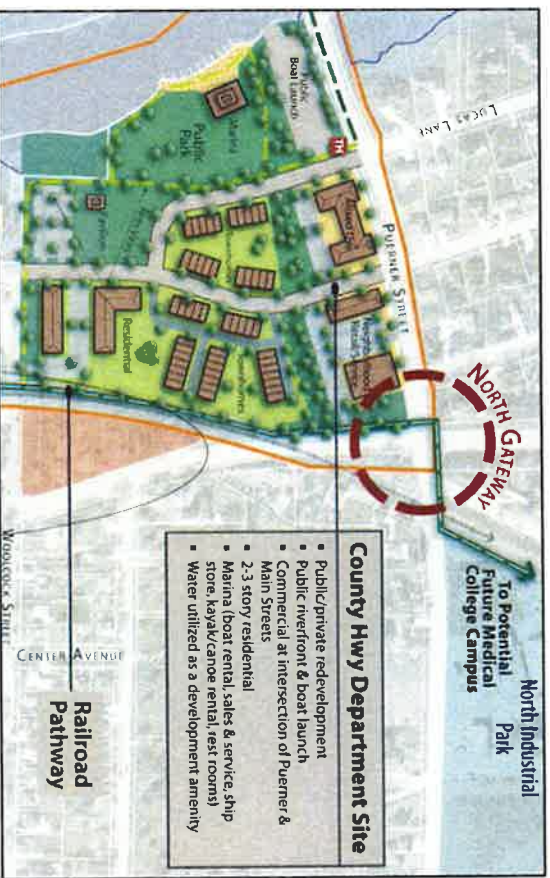 LUCAS LANE
Public
Boat Launch
TH
PUERNER STREET
NORTH GATEWAY
Marina
Public
Park
Residential
Townhomes
To Potential
Future Medical
College Campus
North Industrial
Park
County Hwy Department Site
▪ Public/private redevelopment
▪ Public riverfront & boat launch
▪ Commercial at intersection of Puerner &
Main Streets
▪ 2-3 story residential
▪ Marina (boat rental, sales & service, ship
store, kayak/canoe rental, rest rooms)
▪ Water utilized as a development amenity
WOOLCOCK STREET
CENTER AVENUE
Railroad
Pathway